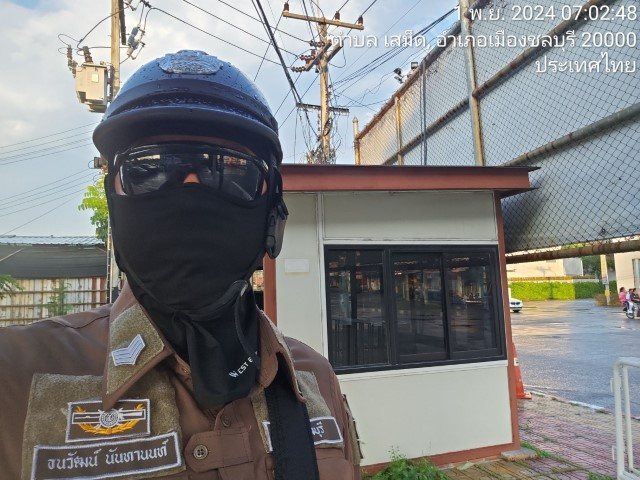 1 พ.ย. 2024 07:02:48
ตำบล เสม็ด, อำเภอเมืองชลบุรี 20000
ประเทศไทย
WEST
ธนวัฒน์ นันทานนท์